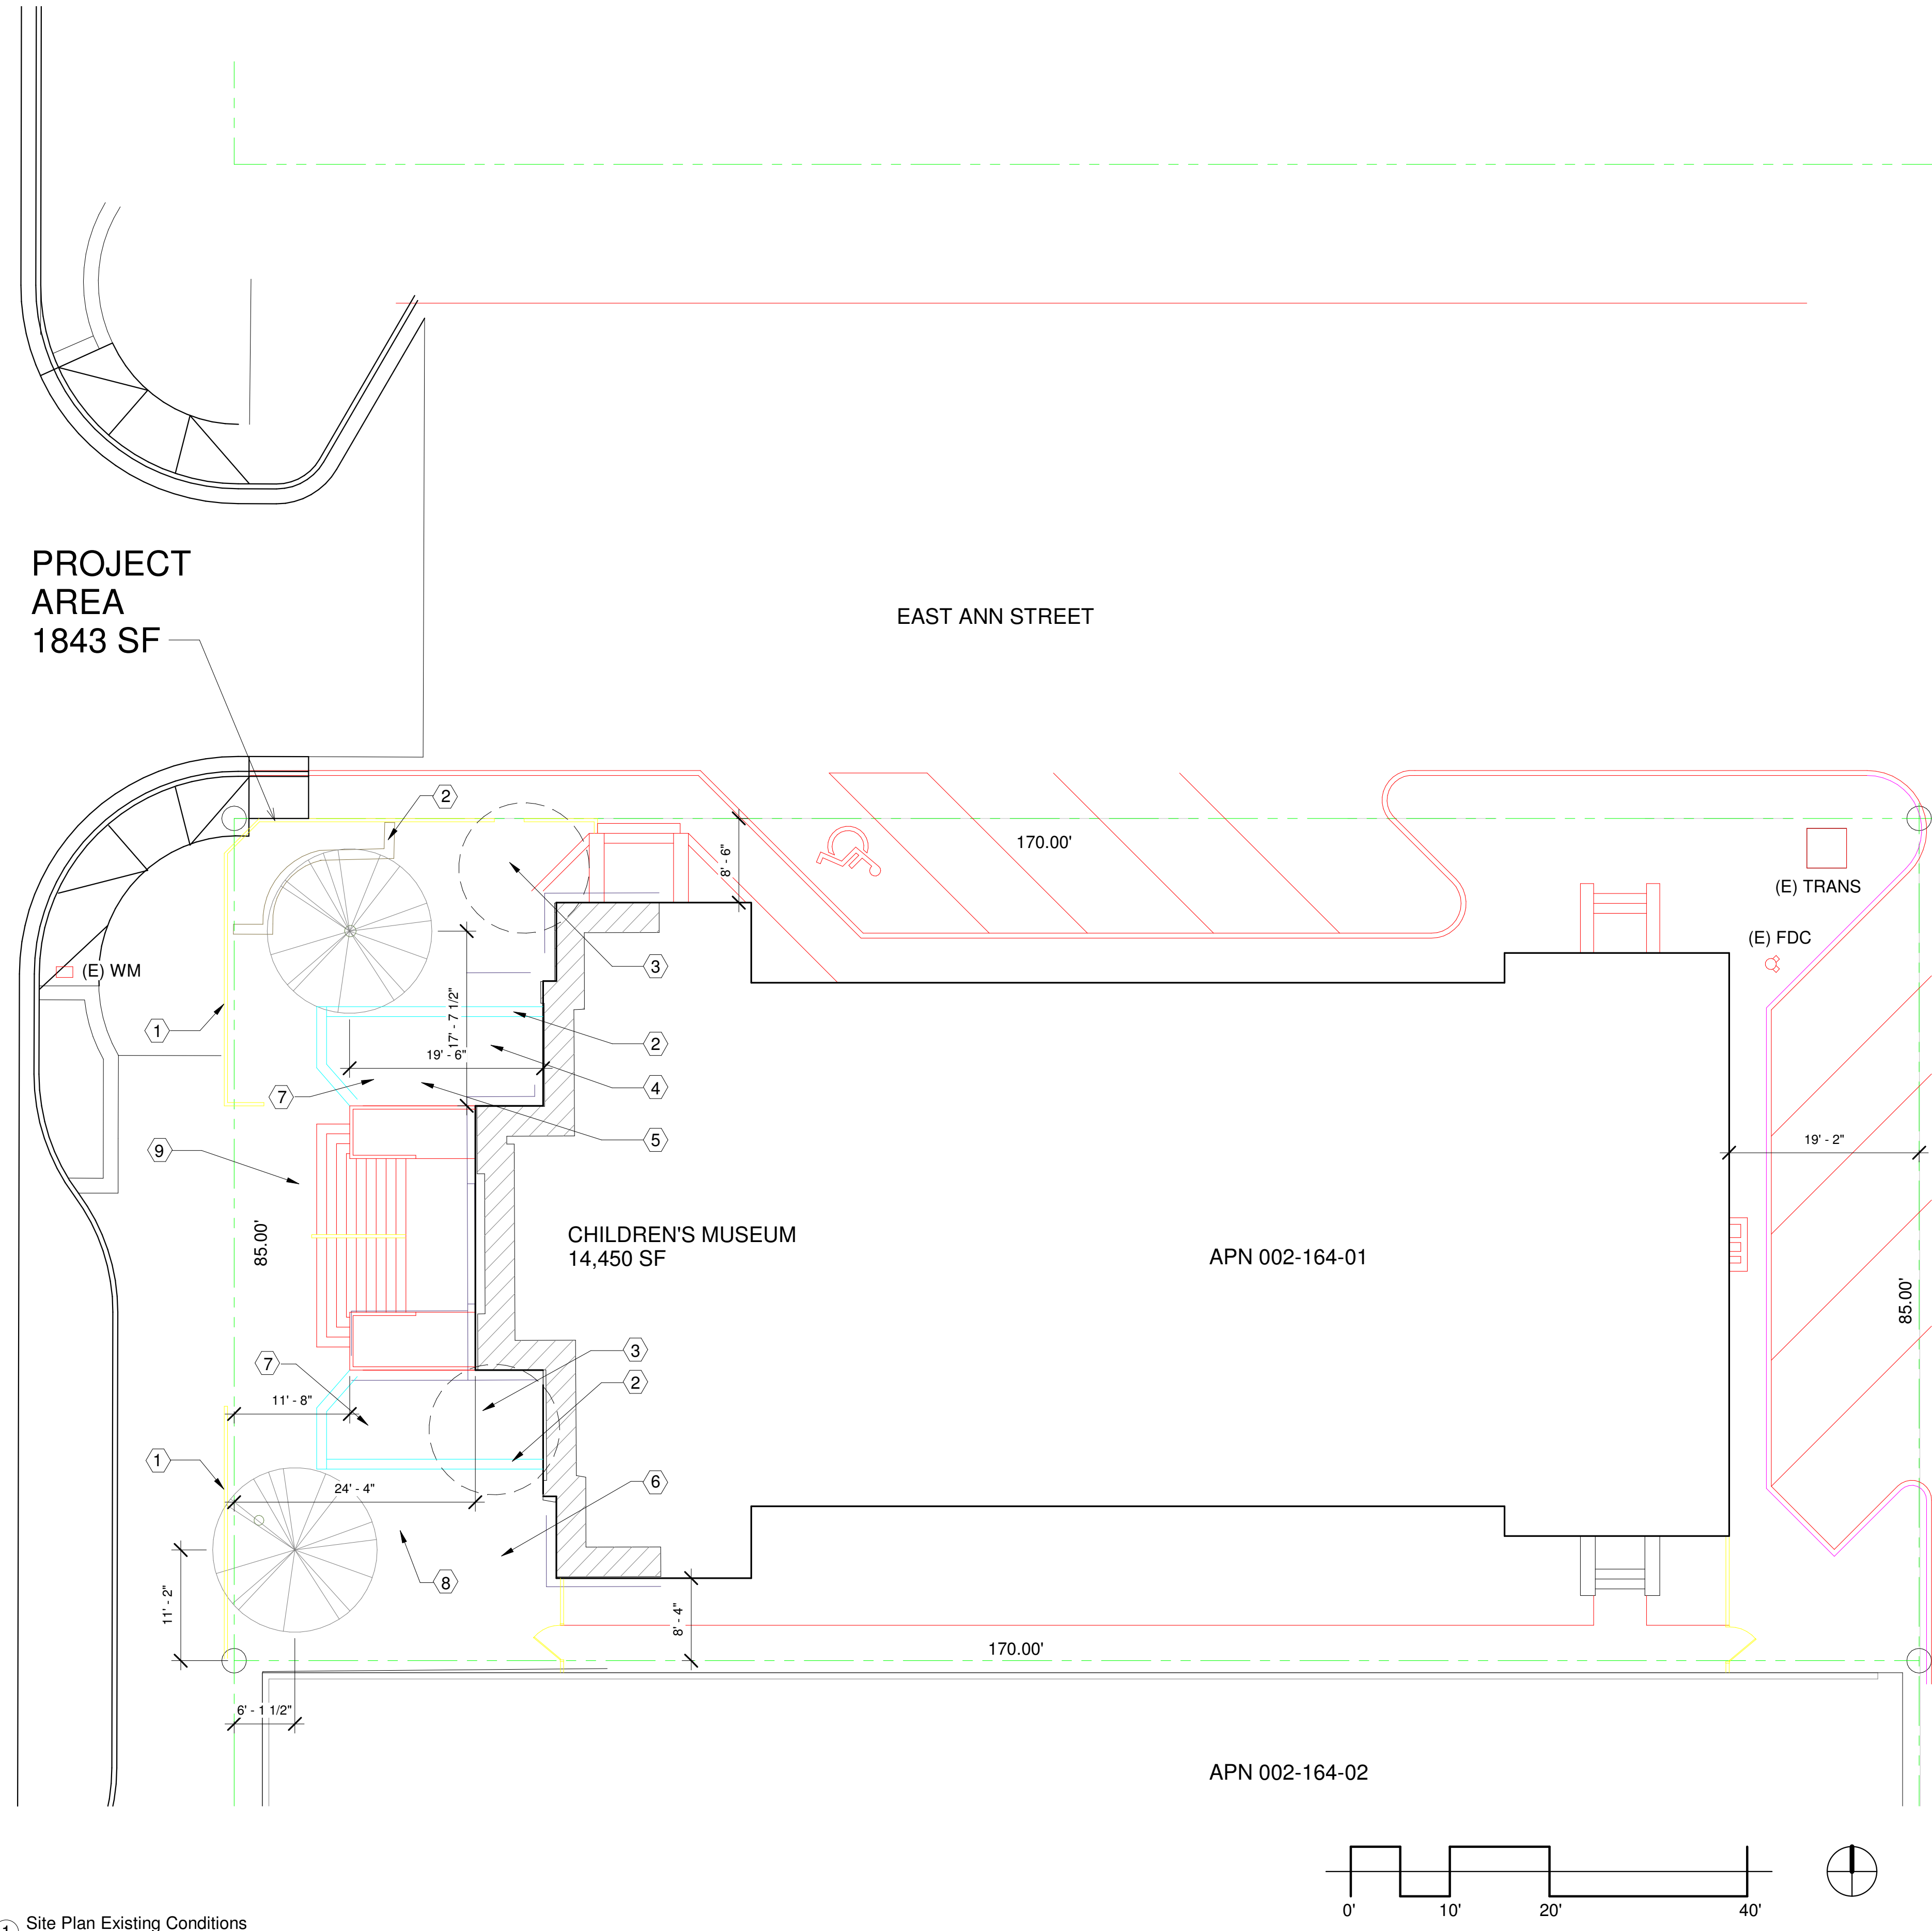 PROJECT
AREA
1843 SF
EAST ANN STREET
2
170.00'
8' - 6"
(E) TRANS
(E) FDC
3
(E) WM
17' - 7 1/2"
1
2
19' - 6"
4
7
5
9
19' - 2"
85.00'
CHILDREN'S MUSEUM
14,450 SF
APN 002-164-01
85.00'
3
7
2
11' - 8"
1
24' - 4"
6
8
11' - 2"
8' - 4"
170.00'
6' - 1 1/2"
APN 002-164-02
0' 10' 20' 40'
1 Site Plan Existing Conditions